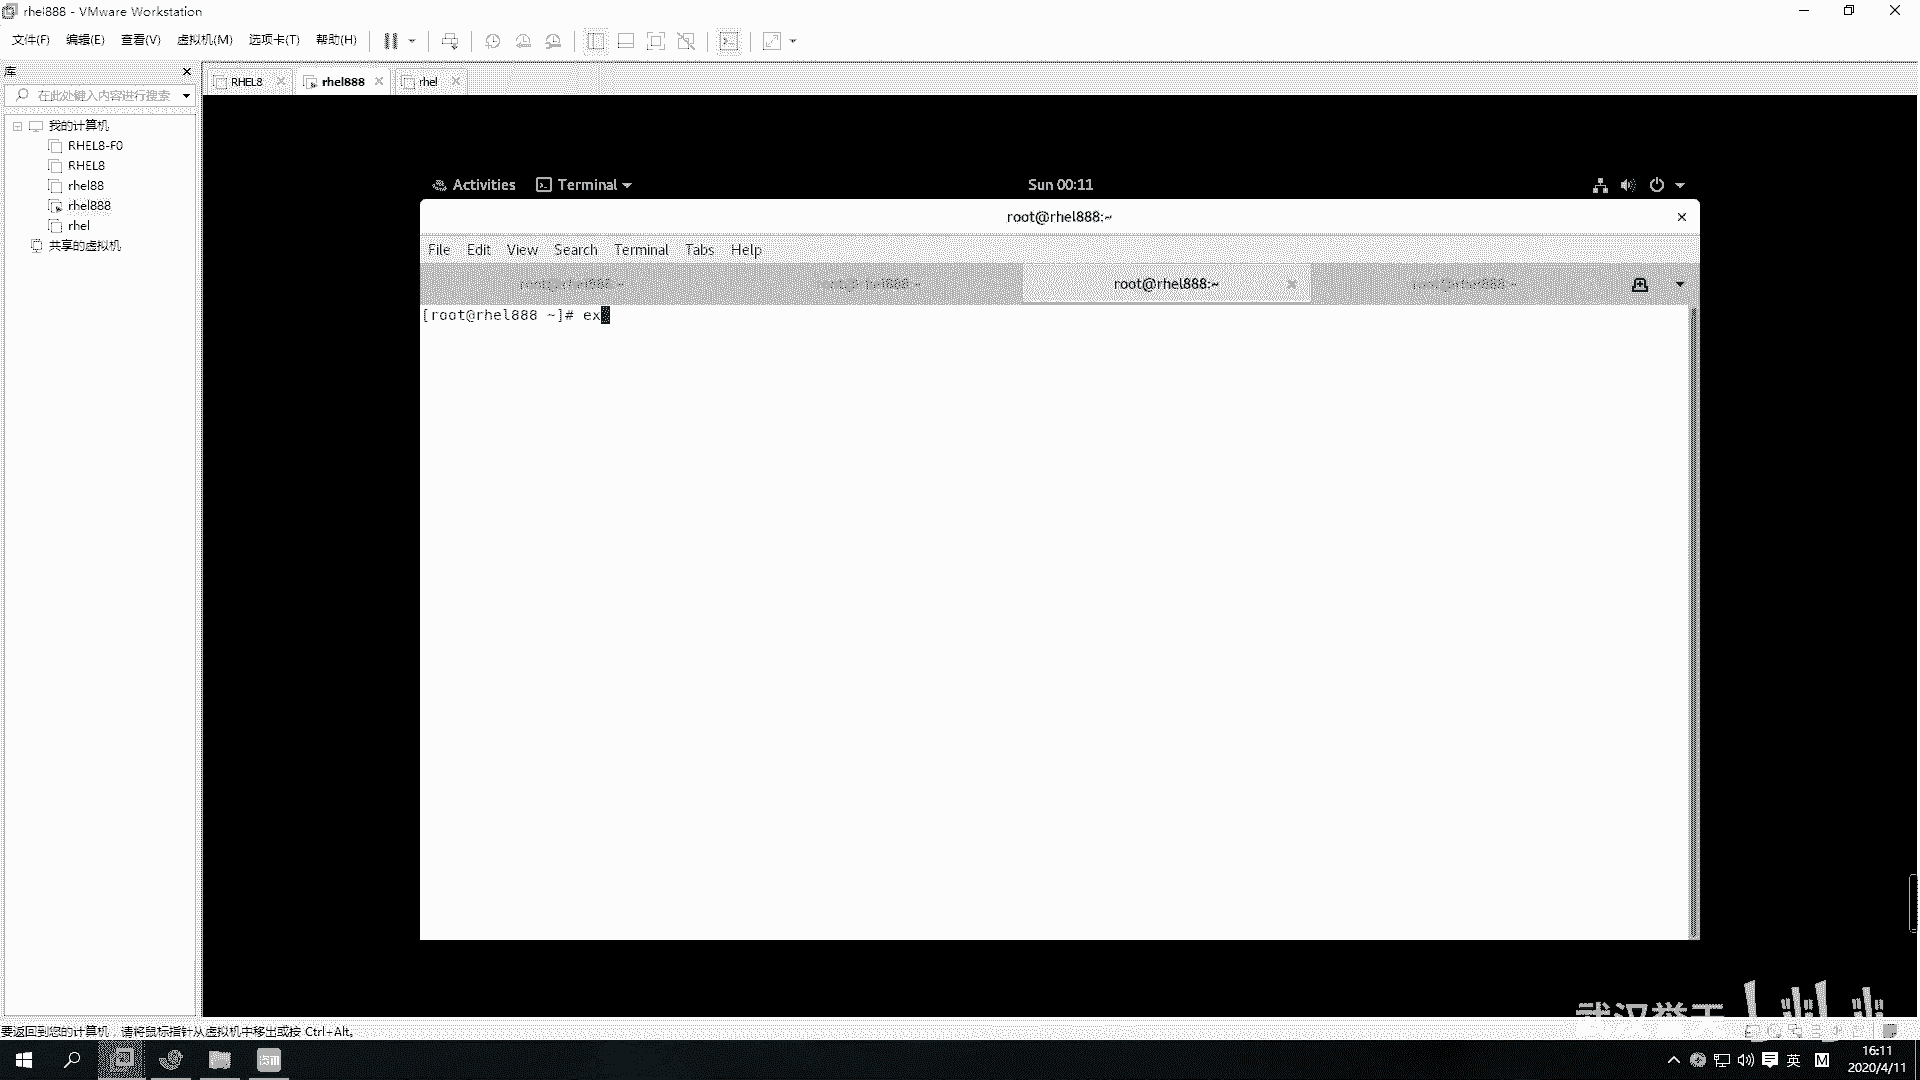 rhel888 - VMware Workstation
文件(F) 编辑(E) 查看(V) 虚拟机(M) 选项卡(T) 帮助(H)
库
在此处键入内容进行搜索
我的计算机
RHEL8-F0
RHEL8
rhel88
rhel888
rhel
共享的虚拟机
RHEL8 rhel888 rhel
Activities Terminal Sun 00:11
root@rhel888:~
File Edit View Search Terminal Tabs Help
root@rhel888:~ root@rhel888:~ root@rhel888:~ root@rhel888:~
[root@rhel888 ~]# ex
武汉誉天
要返回到您的计算机，请将鼠标指针从虚拟机中移出或按 Ctrl+Alt。
英 M 16:11
2020/4/11